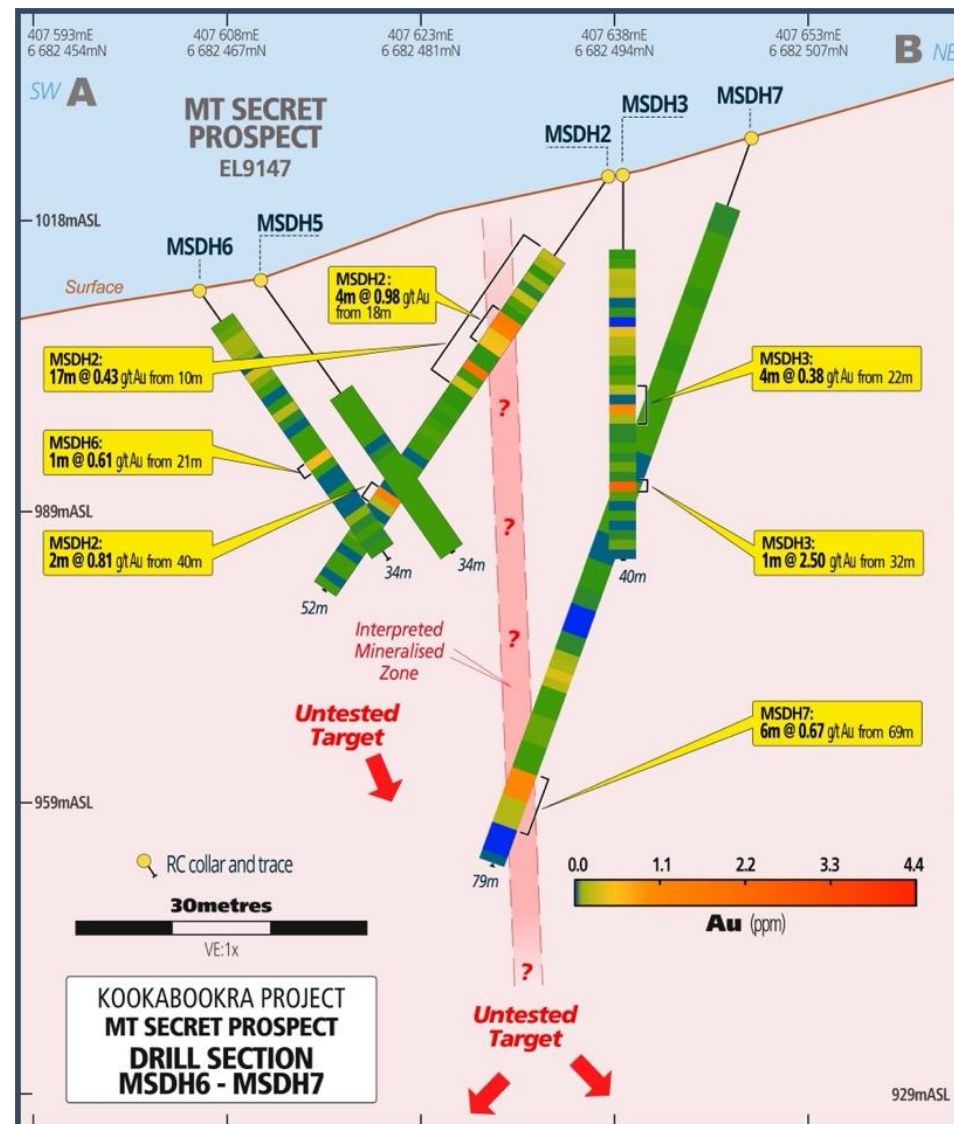 407 593mE
6 682 454mN
407 608mE
6 682 467mN
407 623mE
6 682 481mN
407 638mE
6 682 494mN
407 653mE
6 682 507mN
SW A
B NE
MT SECRET
PROSPECT
EL9147
MSDH7
MSDH3
MSDH2
1018mASL
MSDH5
MSDH6
Surface
MSDH2:
4m @ 0.98 g/t Au
from 18m
MSDH2:
17m @ 0.43 g/t Au from 10m
MSDH3:
4m @ 0.38 g/t Au from 22m
?
MSDH6:
1m @ 0.61 g/t Au from 21m
989mASL
?
MSDH2:
2m @ 0.81 g/t Au from 40m
MSDH3:
1m @ 2.50 g/t Au from 32m
34m
34m
40m
52m
Interpreted
Mineralised
Zone
?
Untested
Target
MSDH7:
6m @ 0.67 g/t Au from 69m
959mASL
79m
RC collar and trace
0.0 1.1 2.2 3.3 4.4
Au (ppm)
30metres
VE:1x
?
KOOKABOOKRA PROJECT
MT SECRET PROSPECT
DRILL SECTION
MSDH6 - MSDH7
Untested
Target
929mASL